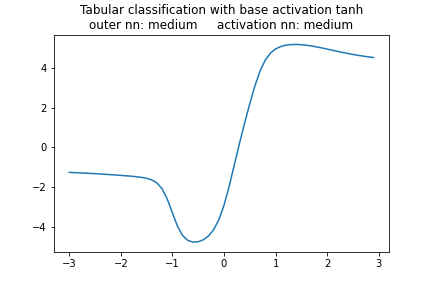 Tabular classification with base activation tanh
outer nn: medium     activation nn: medium
4
2
0
−2
−4
−3 −2 −1 0 1 2 3